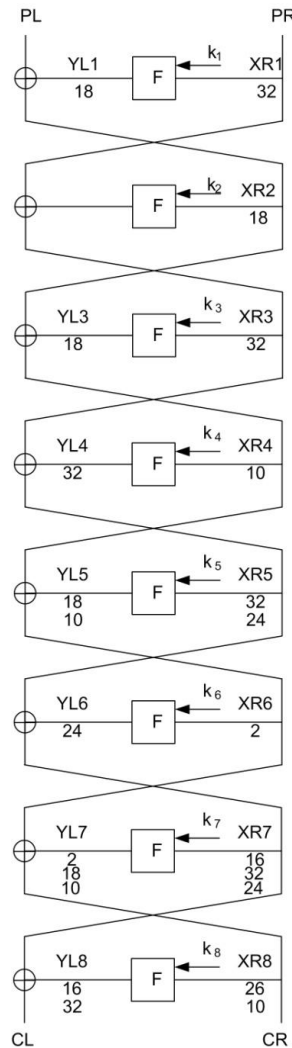 PL PR
YL1 F k1 XR1
18 32
F k2 XR2
18
YL3 F k3 XR3
18 32
YL4 F k4 XR4
32 10
YL5 F k5 XR5
18 32
10 24
YL6 F k6 XR6
24 2
YL7 F k7 XR7
2 16
18 32
10 24
YL8 F k8 XR8
16 26
32 10
CL CR